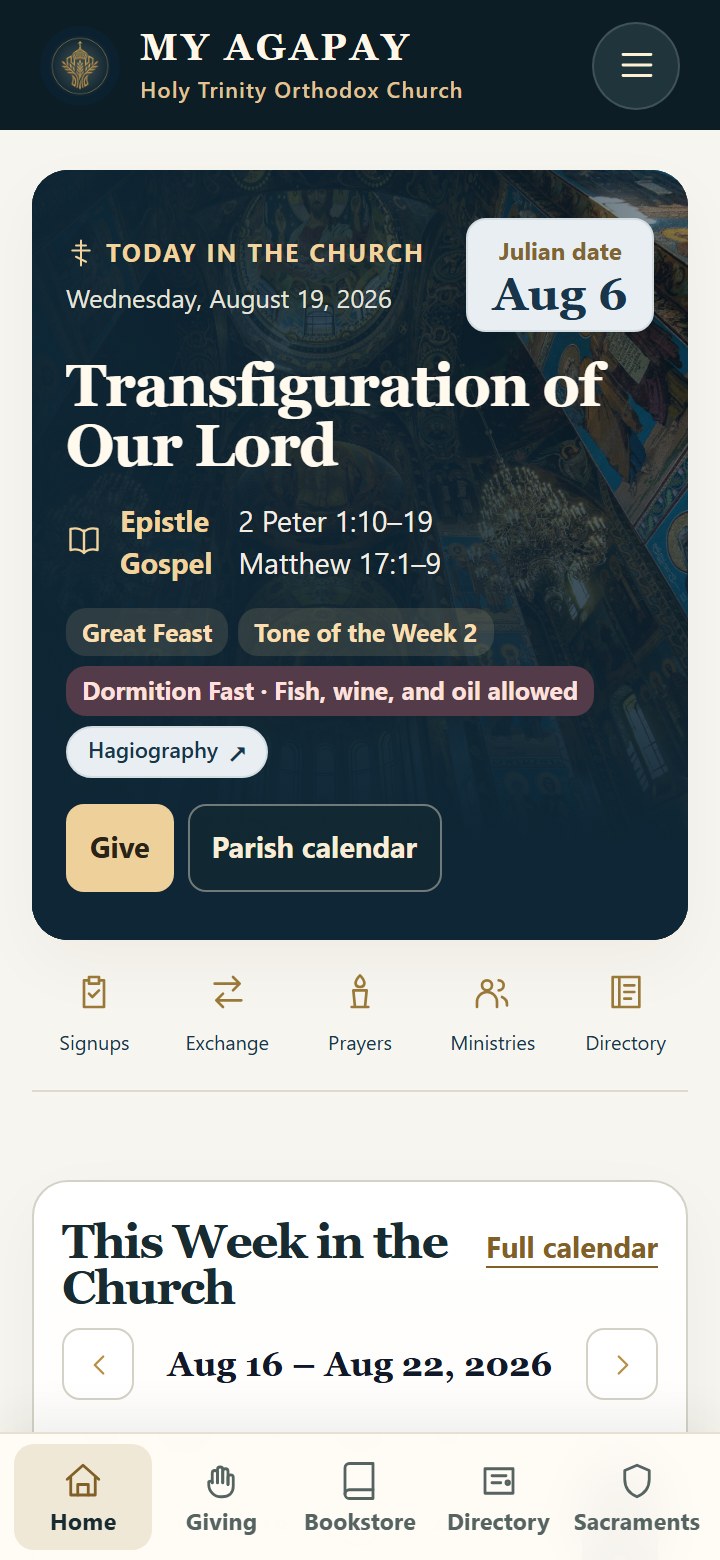 MY AGAPAY
Holy Trinity Orthodox Church
TODAY IN THE CHURCH
Wednesday, August 19, 2026
Julian date
Aug 6
Transfiguration of
Our Lord
Epistle 2 Peter 1:10–19
Gospel Matthew 17:1–9
Great Feast
Tone of the Week 2
Dormition Fast · Fish, wine, and oil allowed
Hagiography ↗
Give
Parish calendar
Signups
Exchange
Prayers
Ministries
Directory
This Week in the
Church
Full calendar
Aug 16 – Aug 22, 2026
Home
Giving
Bookstore
Directory
Sacraments